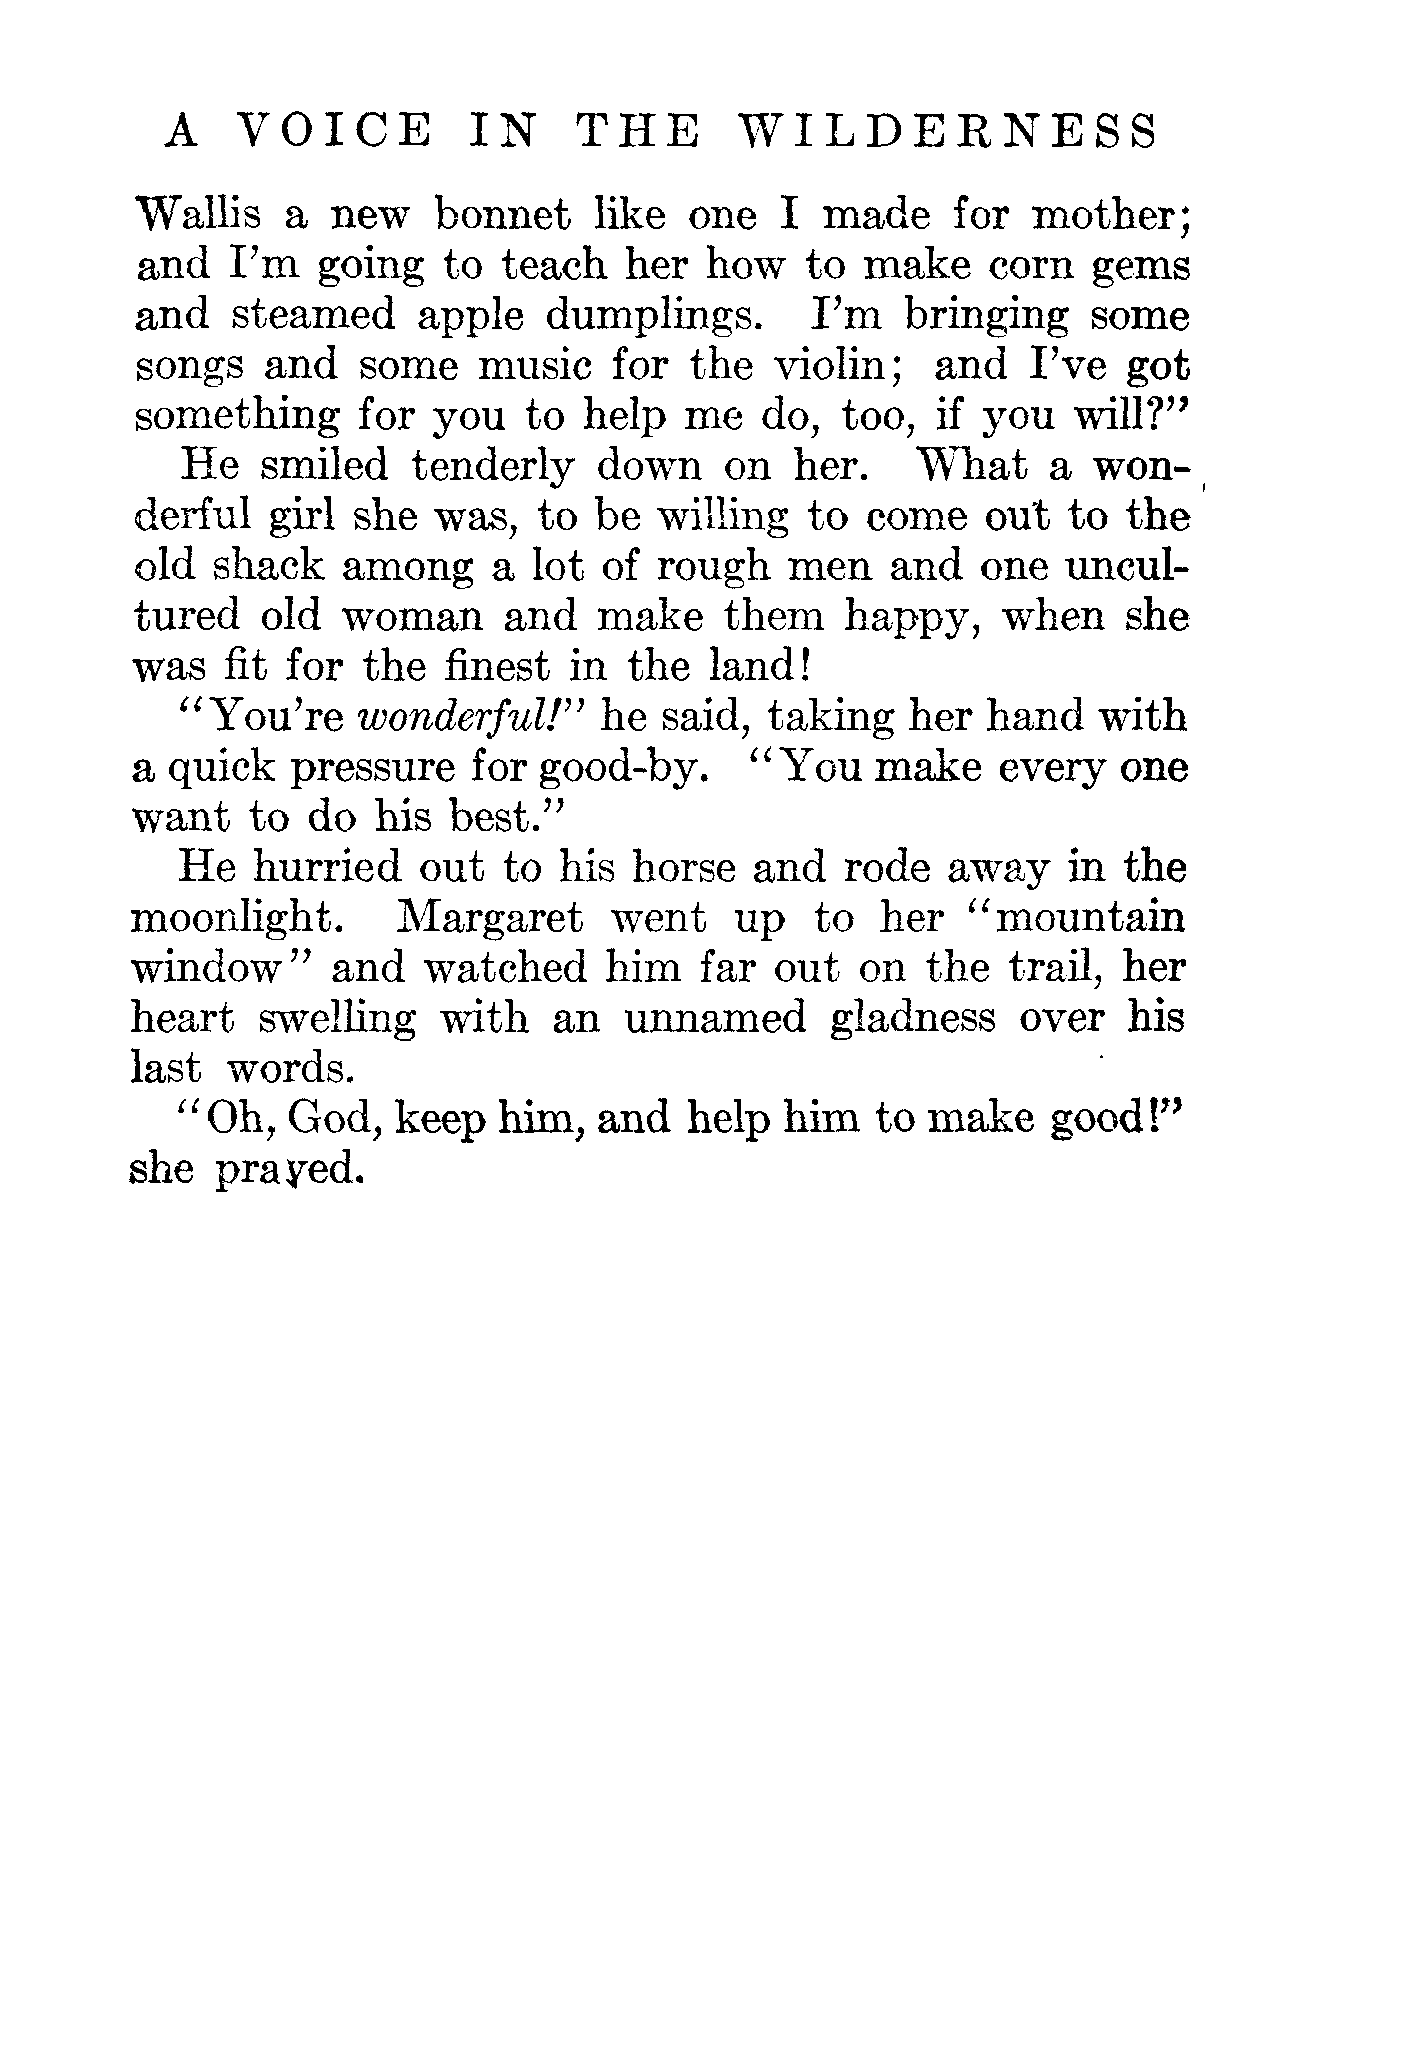 A VOICE IN THE WILDERNESS
Wallis a new bonnet like one I made for mother;
and I'm going to teach her how to make corn gems
and steamed apple dumplings. I'm bringing some
songs and some music for the violin; and I've got
something for you to help me do, too, if you will?"
He smiled tenderly down on her. What a won-
derful girl she was, to be willing to come out to the
old shack among a lot of rough men and one uncul-
tured old woman and make them happy, when she
was fit for the finest in the land!
"You're wonderful!" he said, taking her hand with
a quick pressure for good-by. "You make every one
want to do his best."
He hurried out to his horse and rode away in the
moonlight. Margaret went up to her "mountain
window" and watched him far out on the trail, her
heart swelling with an unnamed gladness over his
last words.
"Oh, God, keep him, and help him to make good!"
she prayed.